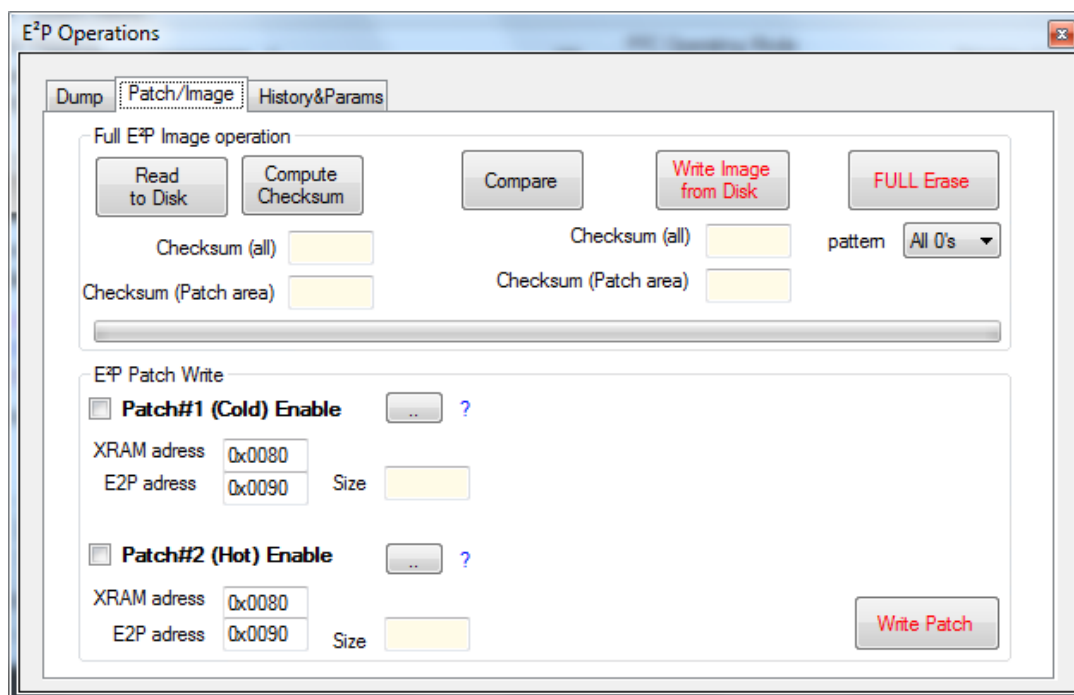 E²P Operations
Dump Patch/Image History&Params
Full E²P Image operation
Read
to Disk
Compute
Checksum
Compare
Write Image
from Disk
FULL Erase
Checksum (all)
Checksum (all)
pattern All 0's
Checksum (Patch area)
Checksum (Patch area)
E²P Patch Write
Patch#1 (Cold) Enable .. ?
XRAM adress 0x0080
E2P adress 0x0090 Size
Patch#2 (Hot) Enable .. ?
XRAM adress 0x0080
E2P adress 0x0090 Size
Write Patch